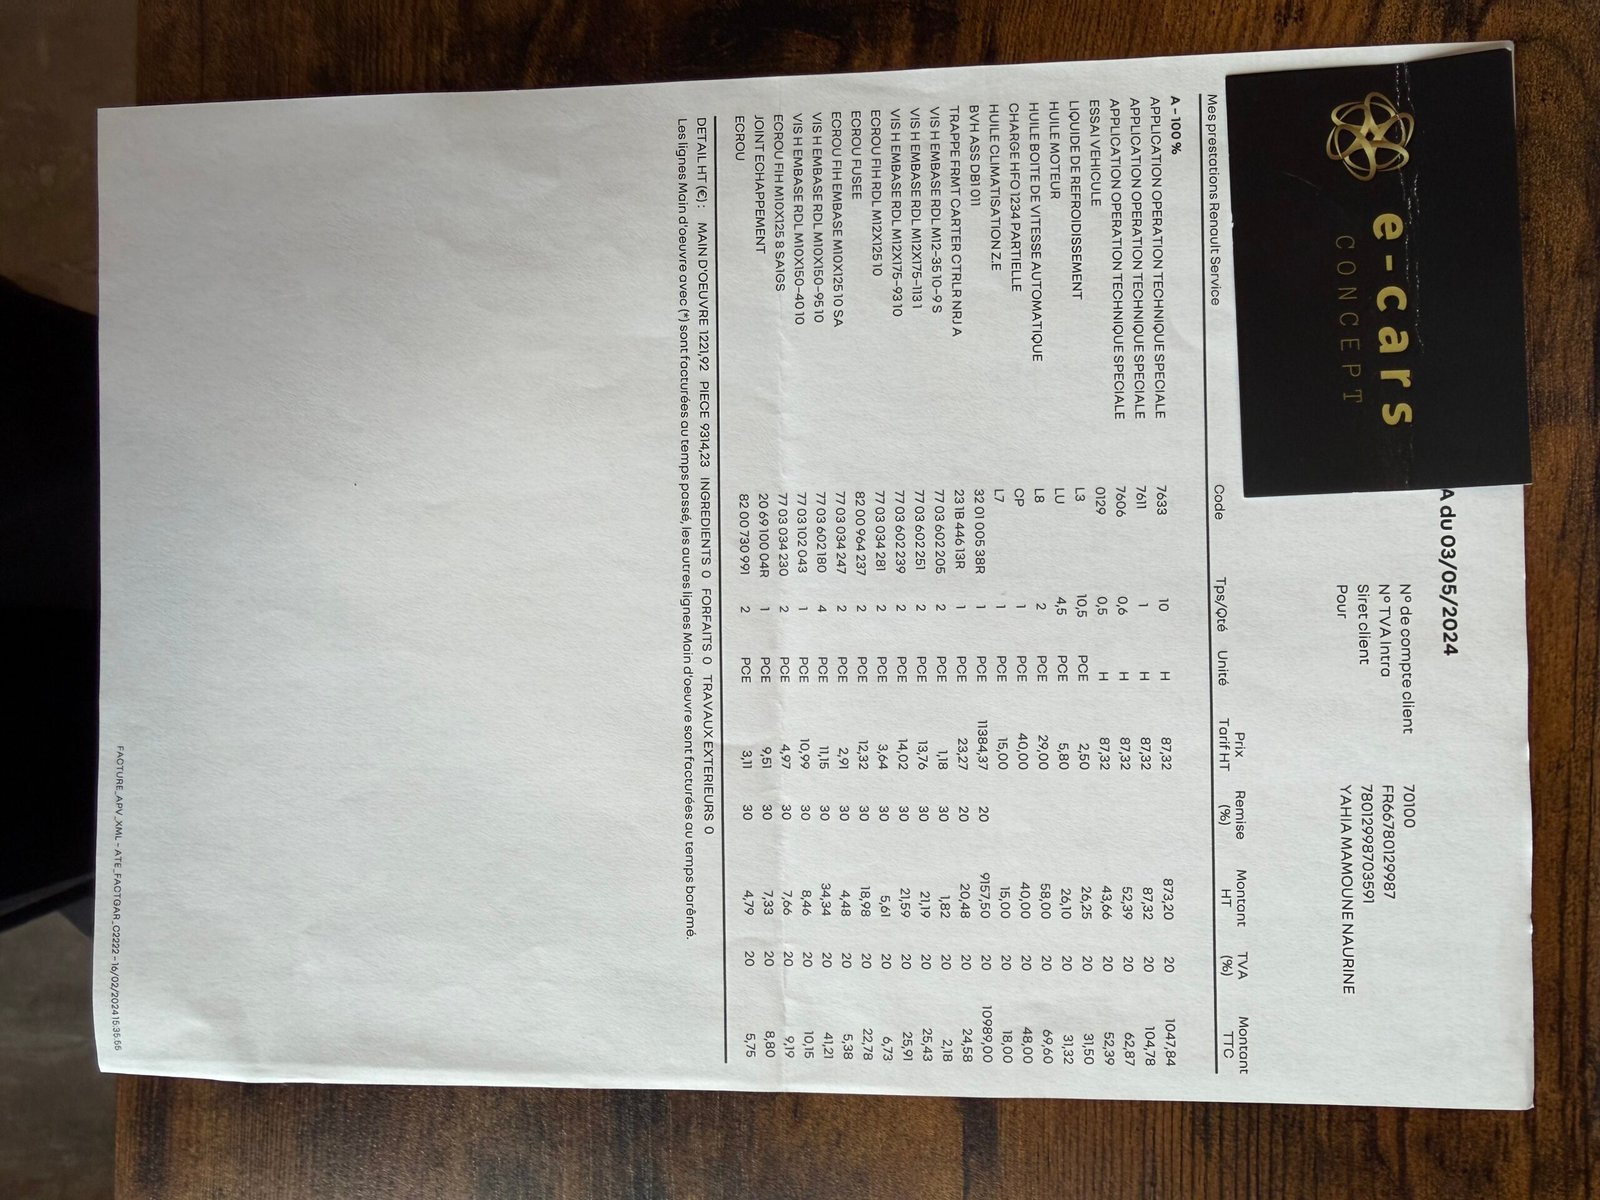 e-cars
CONCEPT
A du 03/05/2024
N° de compte client 70100
N° TVA Intra FR66780129987
Siret client 78012998703591
Pour YAHIA MAMOUNE NAURINE
Mes prestations Renault Service Code Tps/Qté Unité Prix Tarif HT Remise (%) Montant HT TVA (%) Montant TTC
A - 100 %
APPLICATION OPERATION TECHNIQUE SPECIALE 7633 10 H 87,32 873,20 20 1047,84
APPLICATION OPERATION TECHNIQUE SPECIALE 7611 1 H 87,32 87,32 20 104,78
APPLICATION OPERATION TECHNIQUE SPECIALE 7606 0,6 H 87,32 52,39 20 62,87
ESSAI VEHICULE 0129 0,5 H 87,32 43,66 20 52,39
LIQUIDE DE REFROIDISSEMENT L3 10,5 PCE 2,50 26,25 20 31,50
HUILE MOTEUR LU 4,5 PCE 5,80 26,10 20 31,32
HUILE BOITE DE VITESSE AUTOMATIQUE L8 2 PCE 29,00 58,00 20 69,60
CHARGE HFO 1234 PARTIELLE CP 1 PCE 40,00 40,00 20 48,00
HUILE CLIMATISATION Z.E L7 1 PCE 15,00 15,00 20 18,00
BVH ASS DB1 011 32 01 005 38R 1 PCE 11384,37 20 9157,50 20 10989,00
TRAPPE FRMT CARTER CTRLR NRJ A 231B 446 13R 1 PCE 23,27 20 20,48 20 24,58
VIS H EMBASE RDL M12-35 10-9 S 77 03 602 205 2 PCE 1,18 30 1,82 20 2,18
VIS H EMBASE RDL M12X175-1131 77 03 602 251 2 PCE 13,76 30 21,19 20 25,43
VIS H EMBASE RDL M12X175-93 10 77 03 602 239 2 PCE 14,02 30 21,59 20 25,91
ECROU FIH RDL M12X125 10 77 03 034 281 2 PCE 3,64 30 5,61 20 6,73
ECROU FUSEE 82 00 964 237 2 PCE 12,32 30 18,98 20 22,78
ECROU FIH EMBASE M10X125 10 SA 77 03 034 247 2 PCE 2,91 30 4,48 20 5,38
VIS H EMBASE RDL M10X150-95 10 77 03 602 180 4 PCE 11,15 30 34,34 20 41,21
VIS H EMBASE RDL M10X150-40 10 77 03 102 043 1 PCE 10,99 30 8,46 20 10,15
ECROU FIH M10X125 8 SA1GS 77 03 034 230 2 PCE 4,97 30 7,66 20 9,19
JOINT ECHAPPEMENT 20 69 100 04R 1 PCE 9,51 30 7,33 20 8,80
ECROU 82 00 730 991 2 PCE 3,11 30 4,79 20 5,75
DETAIL HT (€) : MAIN D'OEUVRE 1221,92 PIECE 9314,23 INGREDIENTS 0 FORFAITS 0 TRAVAUX EXTERIEURS 0
Les lignes Main d'oeuvre avec (*) sont facturées au temps passé, les autres lignes Main d'oeuvre sont facturées au temps barêmé.
FACTURE_APV_XML - ATE_FACTGAR_C2222 - 16/02/2024 15:35:55